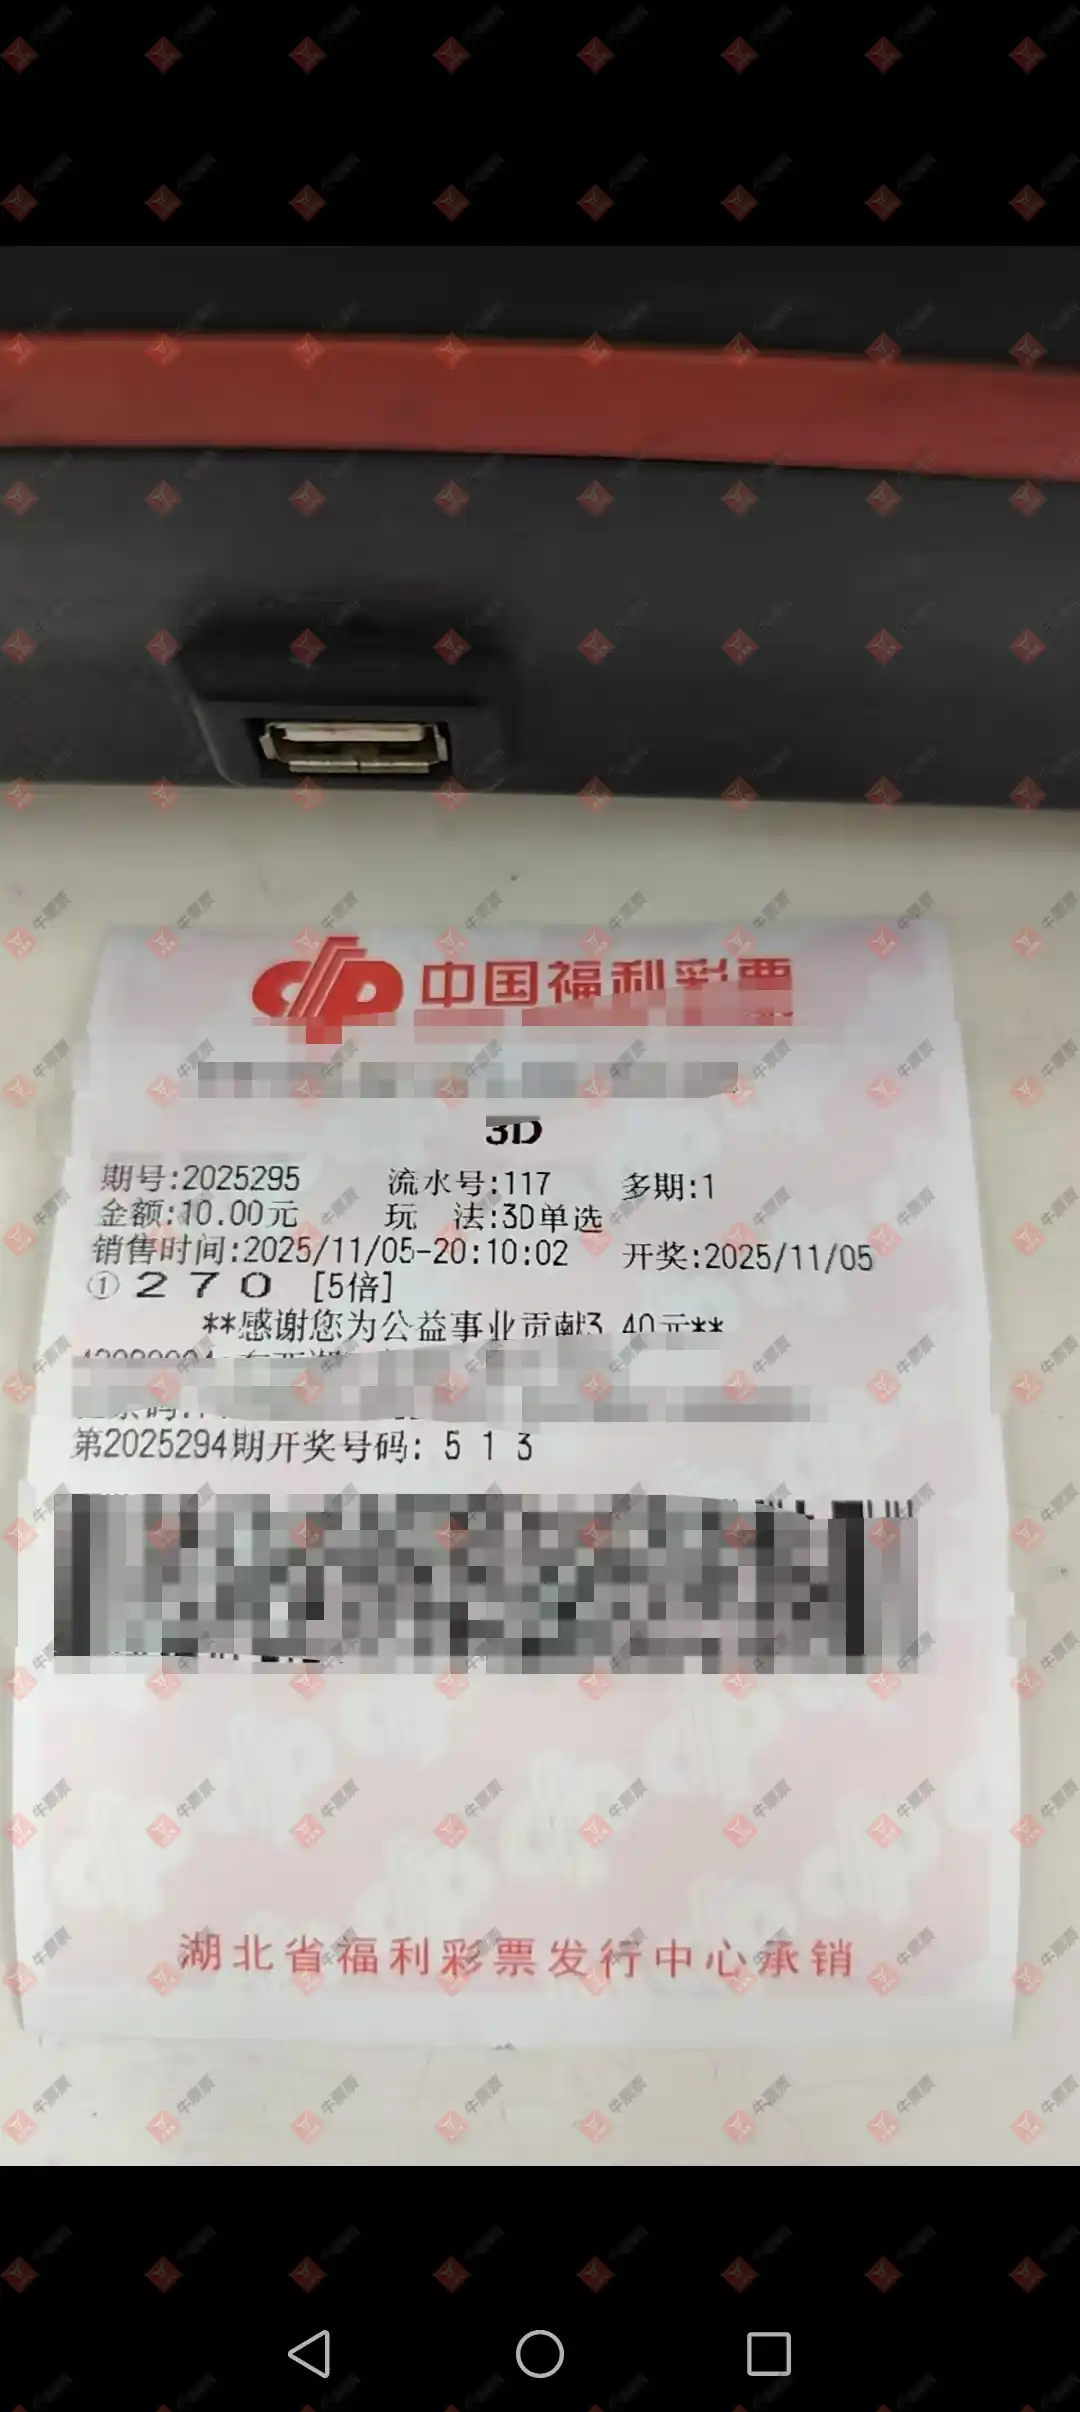 中国福利彩票
3D
期号:2025295 流水号:117 多期:1
金额:10.00元 玩 法:3D单选
销售时间:2025/11/05-20:10:02 开奖:2025/11/05
① 2 7 0 [5倍]
**感谢您为公益事业贡献3.40元**
第2025294期开奖号码: 5 1 3
湖北省福利彩票发行中心承销
牛票票